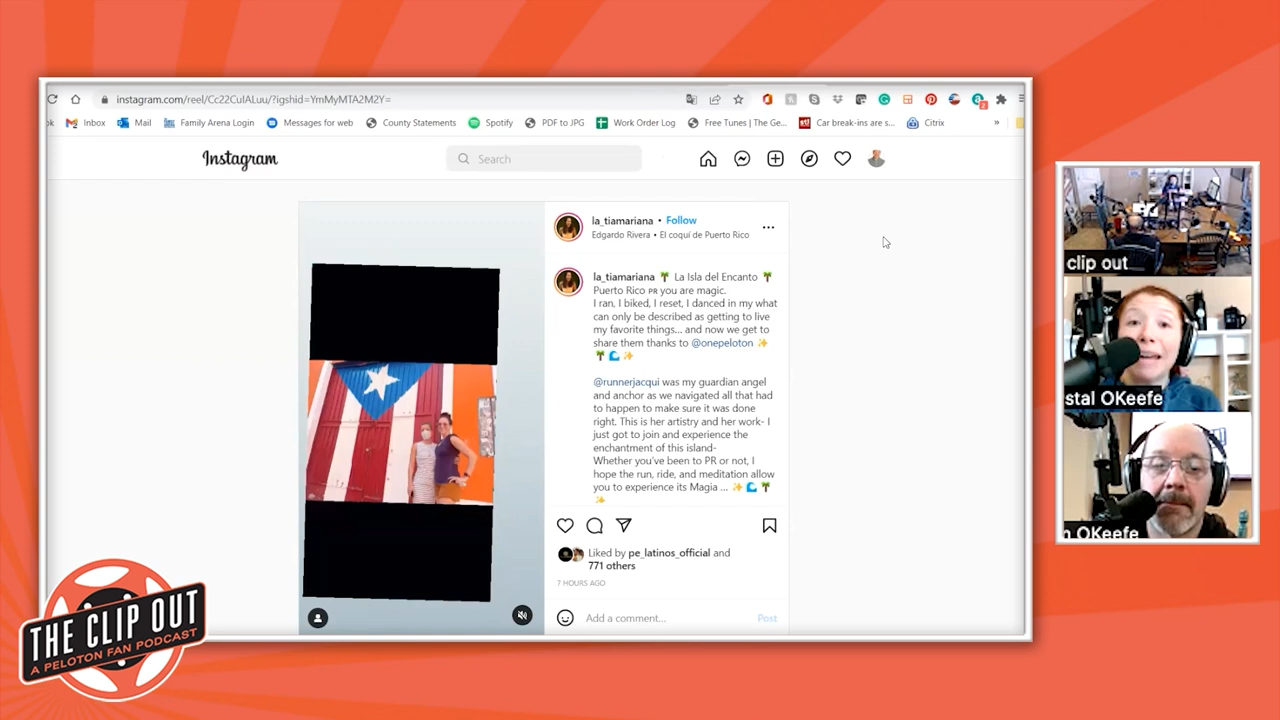 instagram.com/reel/Cc22CulALuu/?igshid=YmMyMTA2M2Y=
Inbox
Mail
Family Arena Login
Messages for web
County Statements
Spotify
PDF to JPG
Work Order Log
Free Tunes | The Ge...
Car break-ins are s...
Citrix
»
Instagram
Search
la_tiamariana • Follow
Edgardo Rivera • El coquí de Puerto Rico
la_tiamariana 🌴 La Isla del Encanto 🌴
Puerto Rico PR you are magic.
I ran, I biked, I reset, I danced in my what
can only be described as getting to live
my favorite things... and now we get to
share them thanks to @onepeloton ✨
🌴 🌊 ✨
@runnerjacqui was my guardian angel
and anchor as we navigated all that had
to happen to make sure it was done
right. This is her artistry and her work- I
just got to join and experience the
enchantment of this island-
Whether you've been to PR or not, I
hope the run, ride, and meditation allow
you to experience its Magia ... ✨ 🌊 🌴
✨
Liked by pe_latinos_official and
771 others
7 HOURS AGO
Add a comment...
Post
clip out
stal OKeefe
OKeefe
THE CLIP OUT
A PELOTON FAN PODCAST